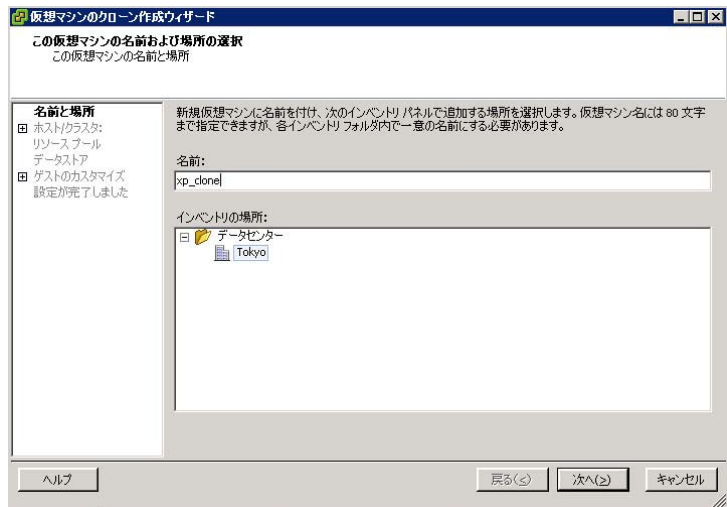 仮想マシンのクローン作成ウィザード
この仮想マシンの名前および場所の選択
この仮想マシンの名前と場所
名前と場所
ホスト/クラスタ:
リソース プール
データストア
ゲストのカスタマイズ
設定が完了しました
新規仮想マシンに名前を付け、次のインベントリ パネルで追加する場所を選択します。仮想マシン名には 80 文字
まで指定できますが、各インベントリ フォルダ内で一意の名前にする必要があります。
名前:
xp_clone
インベントリの場所:
データセンター
Tokyo
ヘルプ
戻る(<)
次へ(>)
キャンセル